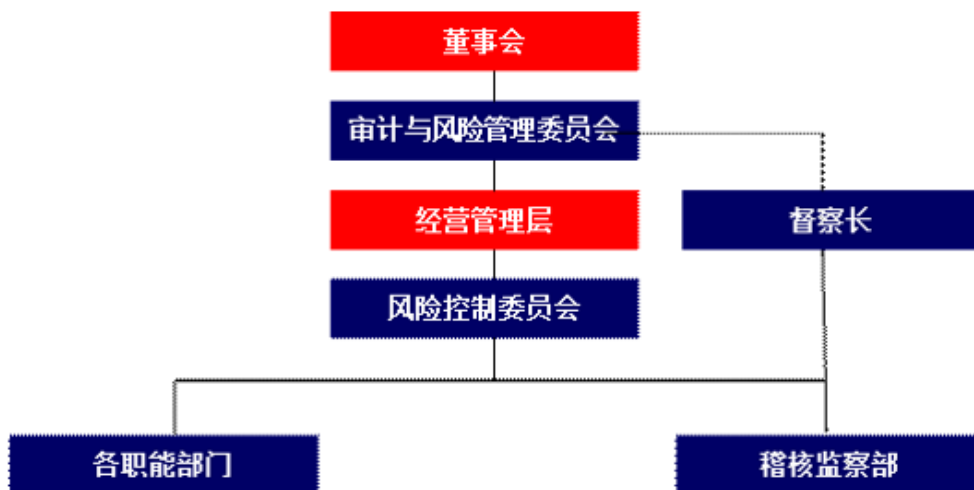 董事会
审计与风险管理委员会
经营管理层
督察长
风险控制委员会
各职能部门
稽核监察部